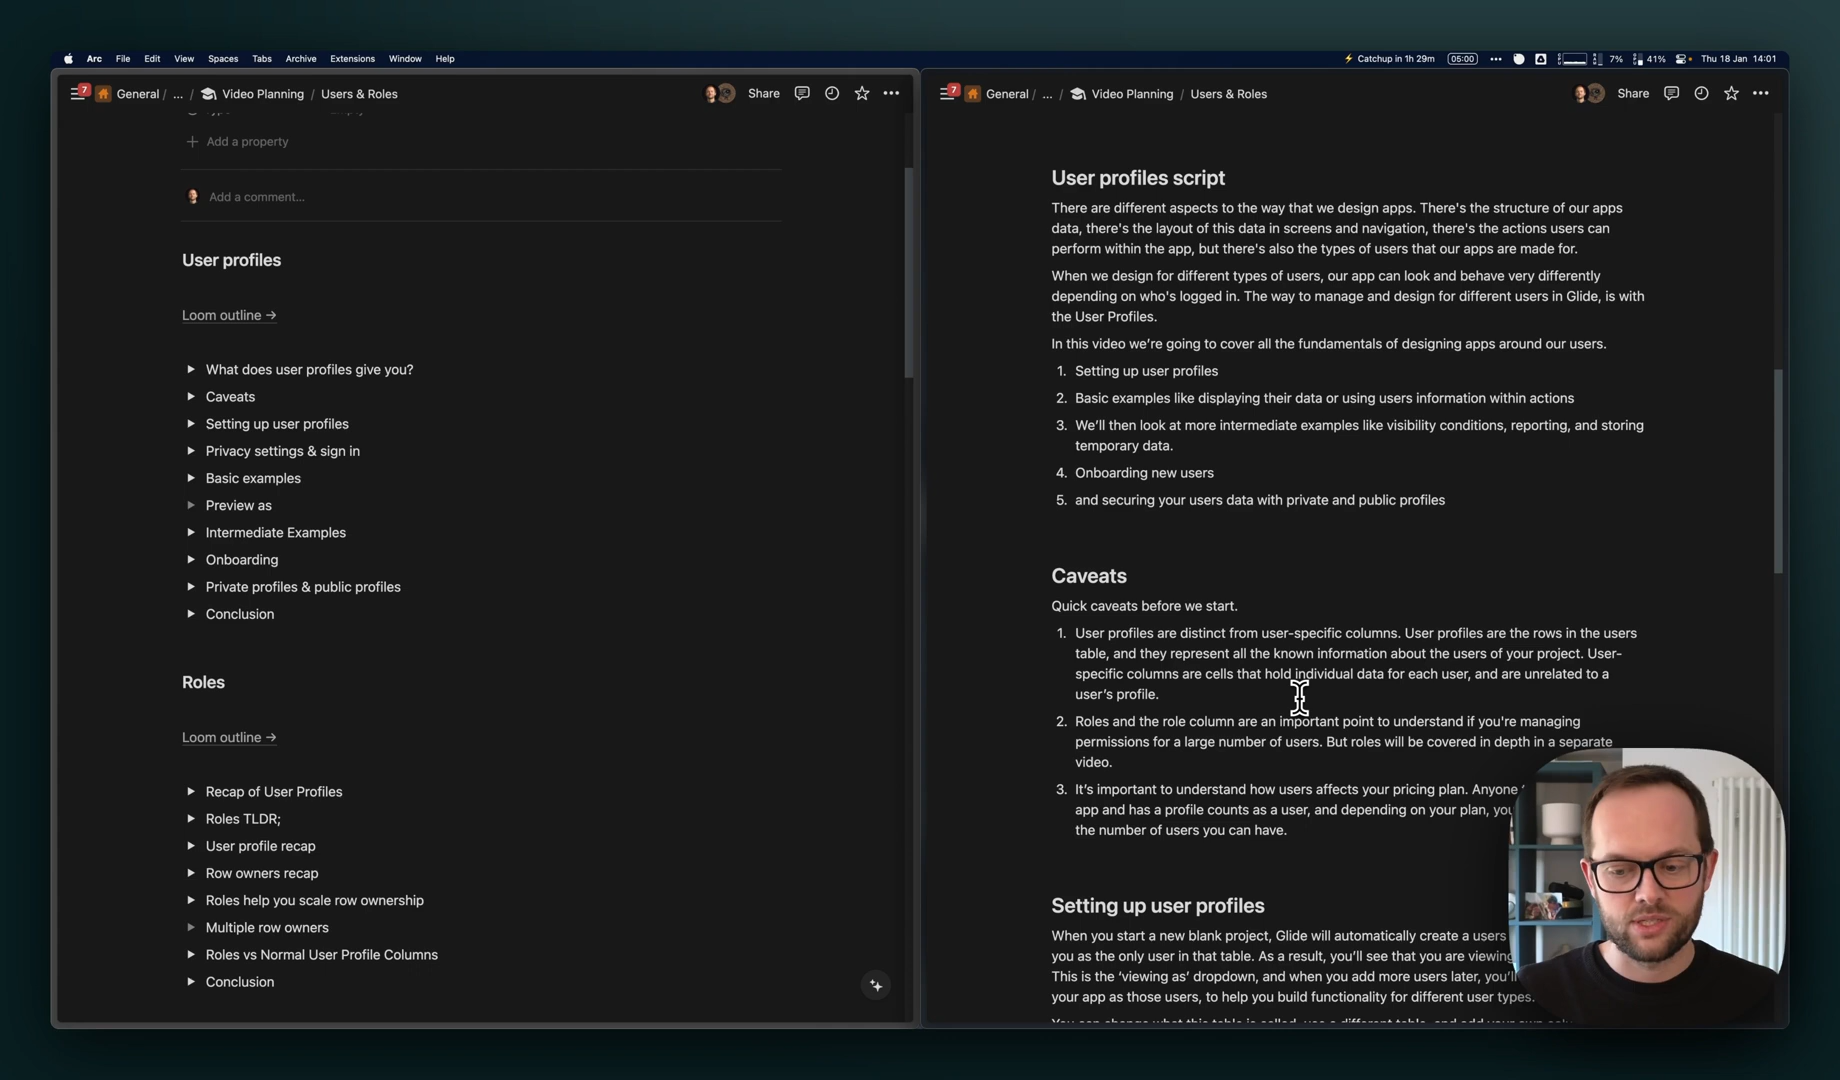 Arc File Edit View Spaces Tabs Archive Extensions Window Help
Catchup in 1h 29m 05:00 7% 41% Thu 18 Jan 14:01
7 General / ... / Video Planning / Users & Roles Share
Add a property
Add a comment...
User profiles
Loom outline →
What does user profiles give you?
Caveats
Setting up user profiles
Privacy settings & sign in
Basic examples
Preview as
Intermediate Examples
Onboarding
Private profiles & public profiles
Conclusion
Roles
Loom outline →
Recap of User Profiles
Roles TLDR;
User profile recap
Row owners recap
Roles help you scale row ownership
Multiple row owners
Roles vs Normal User Profile Columns
Conclusion
7 General / ... / Video Planning / Users & Roles Share
User profiles script
There are different aspects to the way that we design apps. There's the structure of our apps
data, there's the layout of this data in screens and navigation, there's the actions users can
perform within the app, but there's also the types of users that our apps are made for.
When we design for different types of users, our app can look and behave very differently
depending on who's logged in. The way to manage and design for different users in Glide, is with
the User Profiles.
In this video we're going to cover all the fundamentals of designing apps around our users.
1. Setting up user profiles
2. Basic examples like displaying their data or using users information within actions
3. We'll then look at more intermediate examples like visibility conditions, reporting, and storing
temporary data.
4. Onboarding new users
5. and securing your users data with private and public profiles
Caveats
Quick caveats before we start.
1. User profiles are distinct from user-specific columns. User profiles are the rows in the users
table, and they represent all the known information about the users of your project. User-
specific columns are cells that hold individual data for each user, and are unrelated to a
user's profile.
2. Roles and the role column are an important point to understand if you're managing
permissions for a large number of users. But roles will be covered in depth in a separate
video.
3. It's important to understand how users affects your pricing plan. Anyone
app and has a profile counts as a user, and depending on your plan,
the number of users you can have.
Setting up user profiles
When you start a new blank project, Glide will automatically create a users
you as the only user in that table. As a result, you'll see that you are viewing
This is the 'viewing as' dropdown, and when you add more users later, you'll
your app as those users, to help you build functionality for different user types.